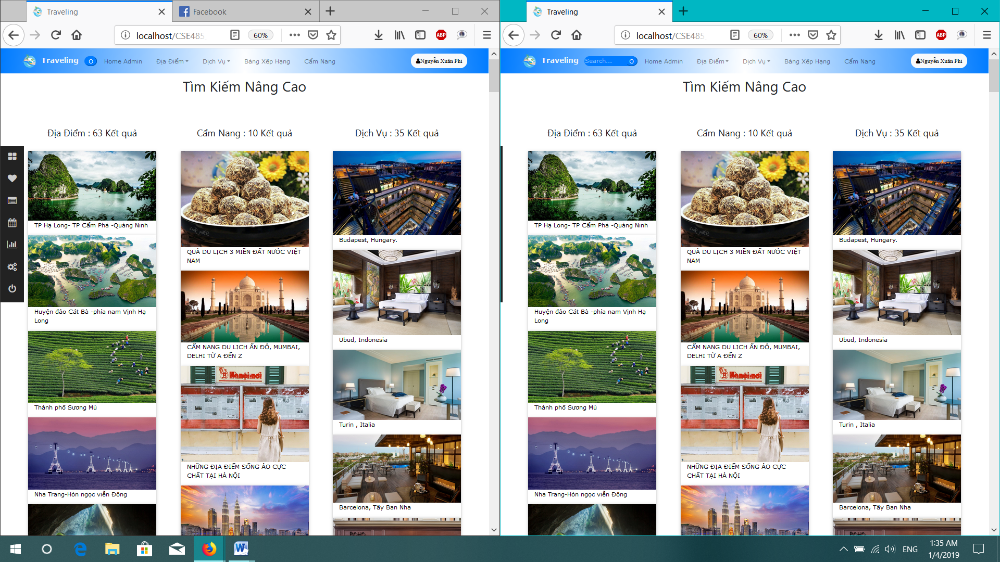 Traveling
Facebook
localhost/CSE485
60%
ABP
Traveling
Home Admin
Địa Điểm
Dịch Vụ
Bảng Xếp Hạng
Cẩm Nang
Nguyễn Xuân Phi
Tìm Kiếm Nâng Cao
Địa Điểm : 63 Kết quả
Cẩm Nang : 10 Kết quả
Dịch Vụ : 35 Kết quả
TP Hạ Long- TP Cẩm Phả -Quảng Ninh
Huyện đảo Cát Bà -phía nam Vịnh Hạ
Long
Thành phố Sương Mù
Nha Trang-Hòn ngọc viễn Đông
QUÀ DU LỊCH 3 MIỀN ĐẤT NƯỚC VIỆT
NAM
CẨM NANG DU LỊCH ẤN ĐỘ, MUMBAI,
DELHI TỪ A ĐẾN Z
Hànộimới
NHỮNG ĐỊA ĐIỂM SỐNG ẢO CỰC
CHẤT TẠI HÀ NỘI
Budapest, Hungary.
Ubud, Indonesia
Turin , Italia
Barcelona, Tây Ban Nha
Traveling
localhost/CSE485
60%
ABP
Traveling
Search...
Home Admin
Địa Điểm
Dịch Vụ
Bảng Xếp Hạng
Cẩm Nang
Nguyễn Xuân Phi
Tìm Kiếm Nâng Cao
Địa Điểm : 63 Kết quả
Cẩm Nang : 10 Kết quả
Dịch Vụ : 35 Kết quả
TP Hạ Long- TP Cẩm Phả -Quảng Ninh
Huyện đảo Cát Bà -phía nam Vịnh Hạ
Long
Thành phố Sương Mù
Nha Trang-Hòn ngọc viễn Đông
QUÀ DU LỊCH 3 MIỀN ĐẤT NƯỚC VIỆT
NAM
CẨM NANG DU LỊCH ẤN ĐỘ, MUMBAI,
DELHI TỪ A ĐẾN Z
Hànộimới
NHỮNG ĐỊA ĐIỂM SỐNG ẢO CỰC
CHẤT TẠI HÀ NỘI
Budapest, Hungary.
Ubud, Indonesia
Turin , Italia
Barcelona, Tây Ban Nha
ENG
1:35 AM
1/4/2019